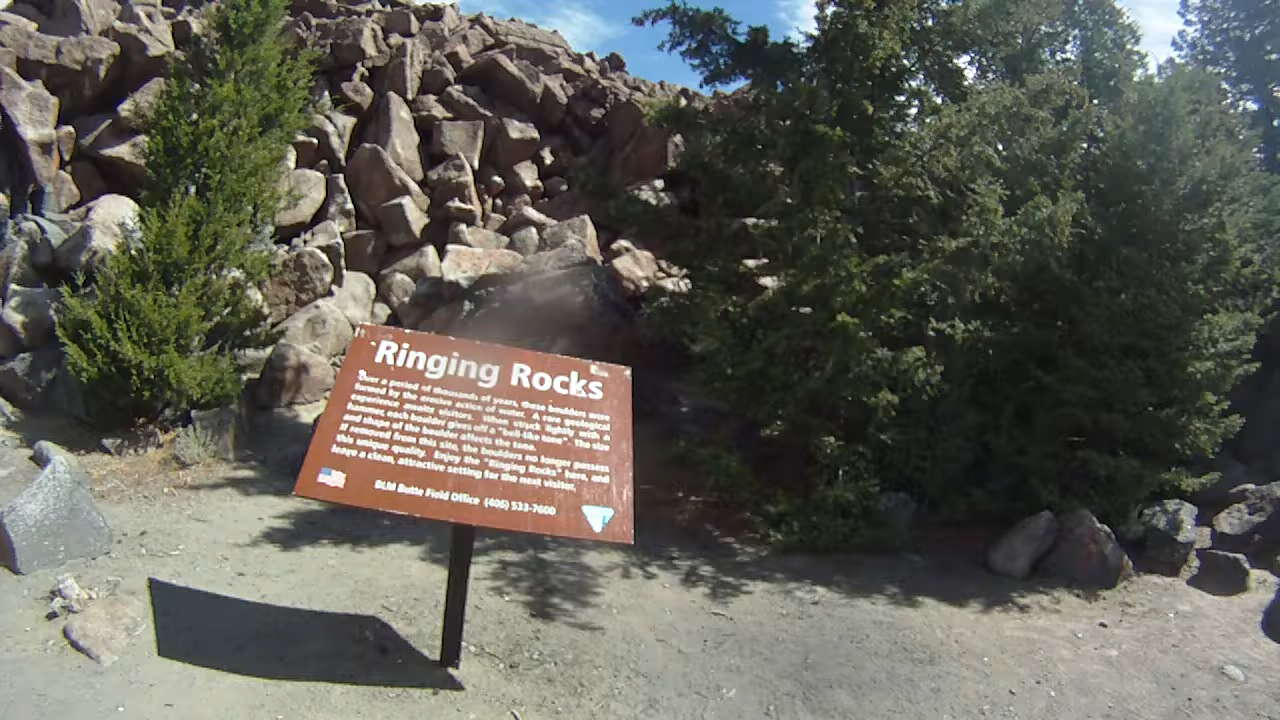 Ringing Rocks
Over a period of thousands of years, these boulders were
formed by the erosive action of water. A rare geological
experience awaits visitors. When struck lightly with a
hammer, each boulder gives off a "bell-like tone". The size
and shape of the boulder affects the tone.
If removed from this site, the boulders no longer possess
this unique quality. Enjoy the "Ringing Rocks" here, and
leave a clean, attractive setting for the next visitor.
BLM Butte Field Office (406) 533-7600